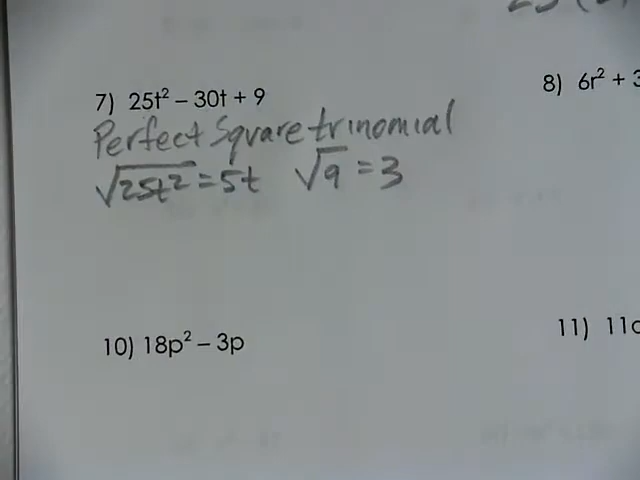 7) 25t² – 30t + 9
8) 6r² + 3
Perfect Square trinomial
√25t² = 5t √9 = 3
10) 18p² – 3p
11) 11c